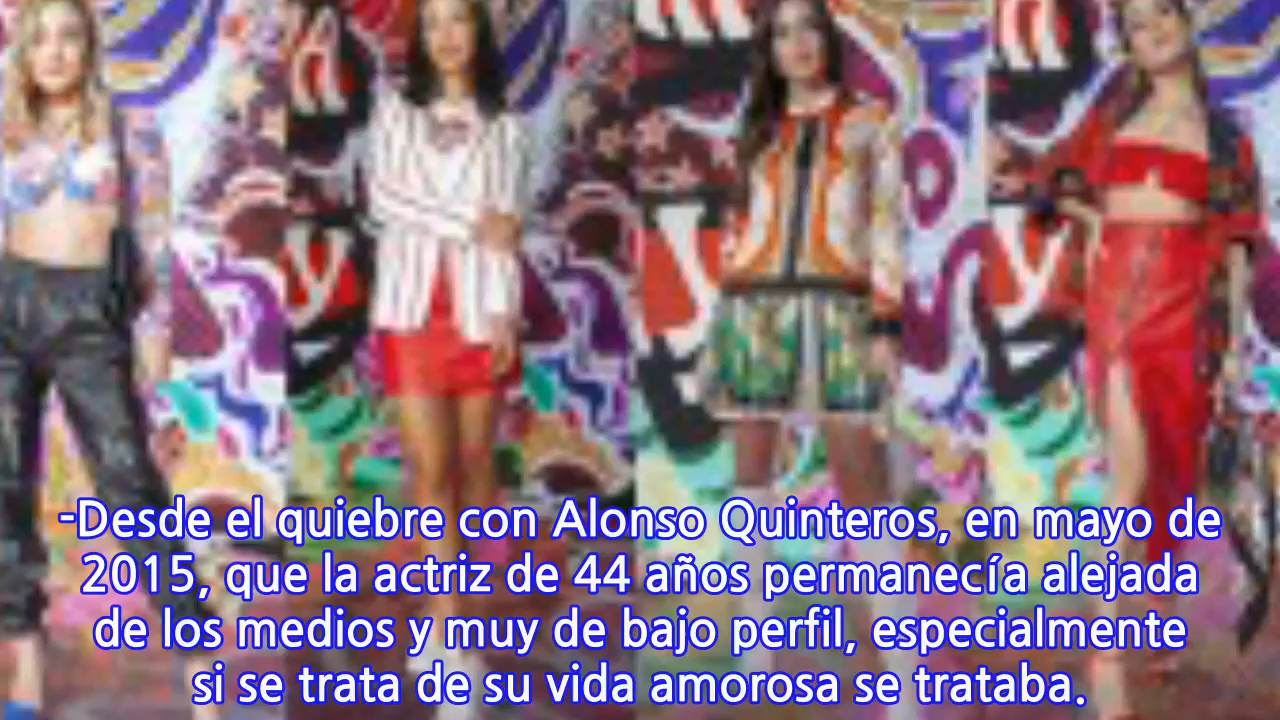 -Desde el quiebre con Alonso Quinteros, en mayo de
2015, que la actriz de 44 años permanecía alejada
de los medios y muy de bajo perfil, especialmente
si se trata de su vida amorosa se trataba.